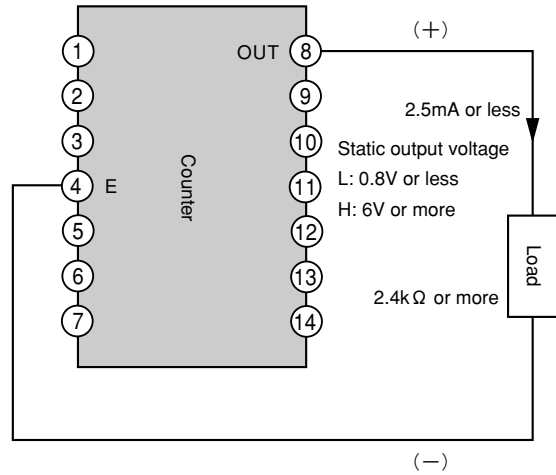 (+)
1
OUT 8
2
9
2.5mA or less
3
10
Static output voltage
4 E
11
L: 0.8V or less
Counter
H: 6V or more
5
12
6
13
2.4kΩ or more
Load
7
14
(−)